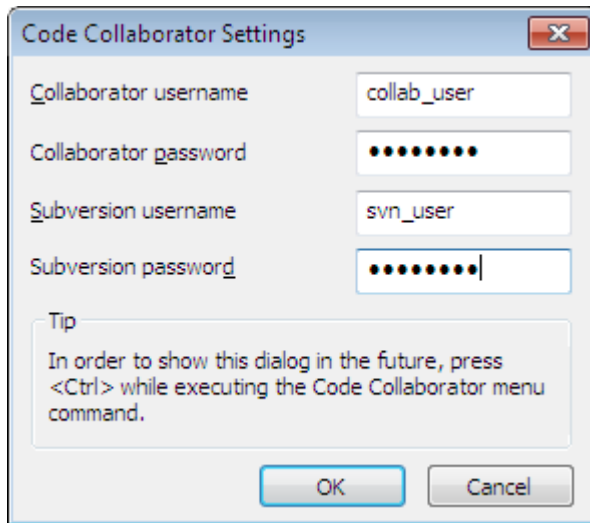 Code Collaborator Settings
Collaborator username collab_user
Collaborator password ●●●●●●●●
Subversion username svn_user
Subversion password ●●●●●●●●
Tip
In order to show this dialog in the future, press
<Ctrl> while executing the Code Collaborator menu
command.
OK Cancel